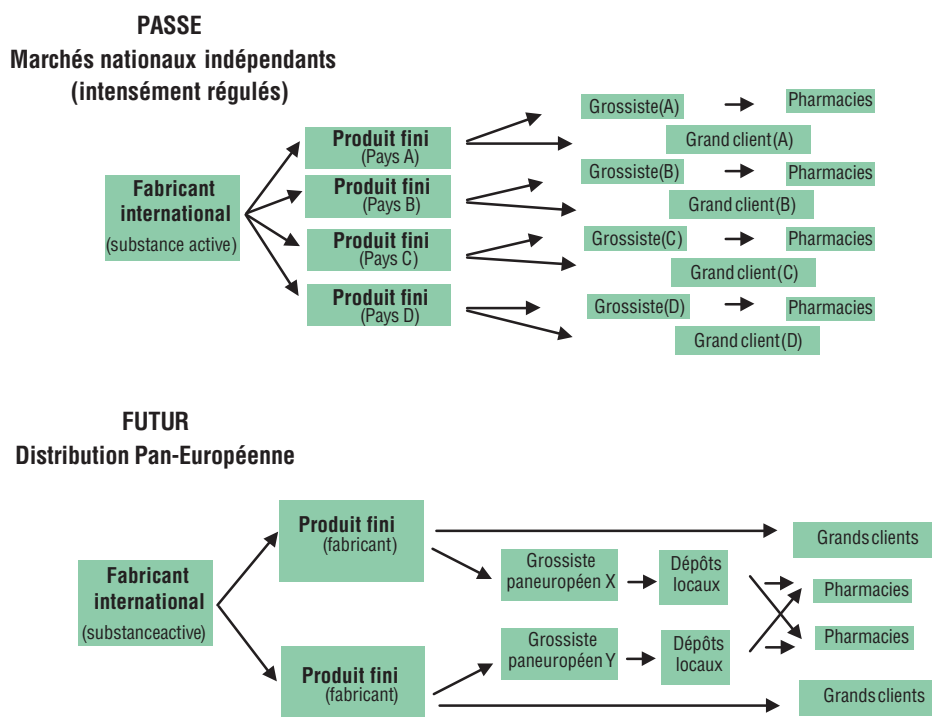 PASSE
Marchés nationaux indépendants
(intensément régulés)
Fabricant
international
(substance active)
Produit fini
(Pays A)
Produit fini
(Pays B)
Produit fini
(Pays C)
Produit fini
(Pays D)
Grossiste(A)
Pharmacies
Grand client(A)
Grossiste(B)
Pharmacies
Grand client(B)
Grossiste(C)
Pharmacies
Grand client(C)
Grossiste(D)
Pharmacies
Grand client(D)
FUTUR
Distribution Pan-Européenne
Fabricant
international
(substanceactive)
Produit fini
(fabricant)
Produit fini
(fabricant)
Grands clients
Grossiste
paneuropéen X
Dépôts
locaux
Pharmacies
Grossiste
paneuropéen Y
Dépôts
locaux
Pharmacies
Grands clients